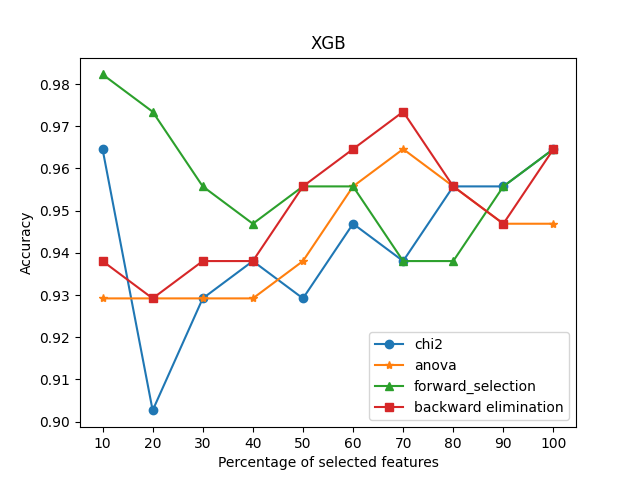 XGB
Accuracy
0.98
0.97
0.96
0.95
0.94
0.93
0.92
0.91
0.90
10 20 30 40 50 60 70 80 90 100
Percentage of selected features
chi2
anova
forward_selection
backward elimination